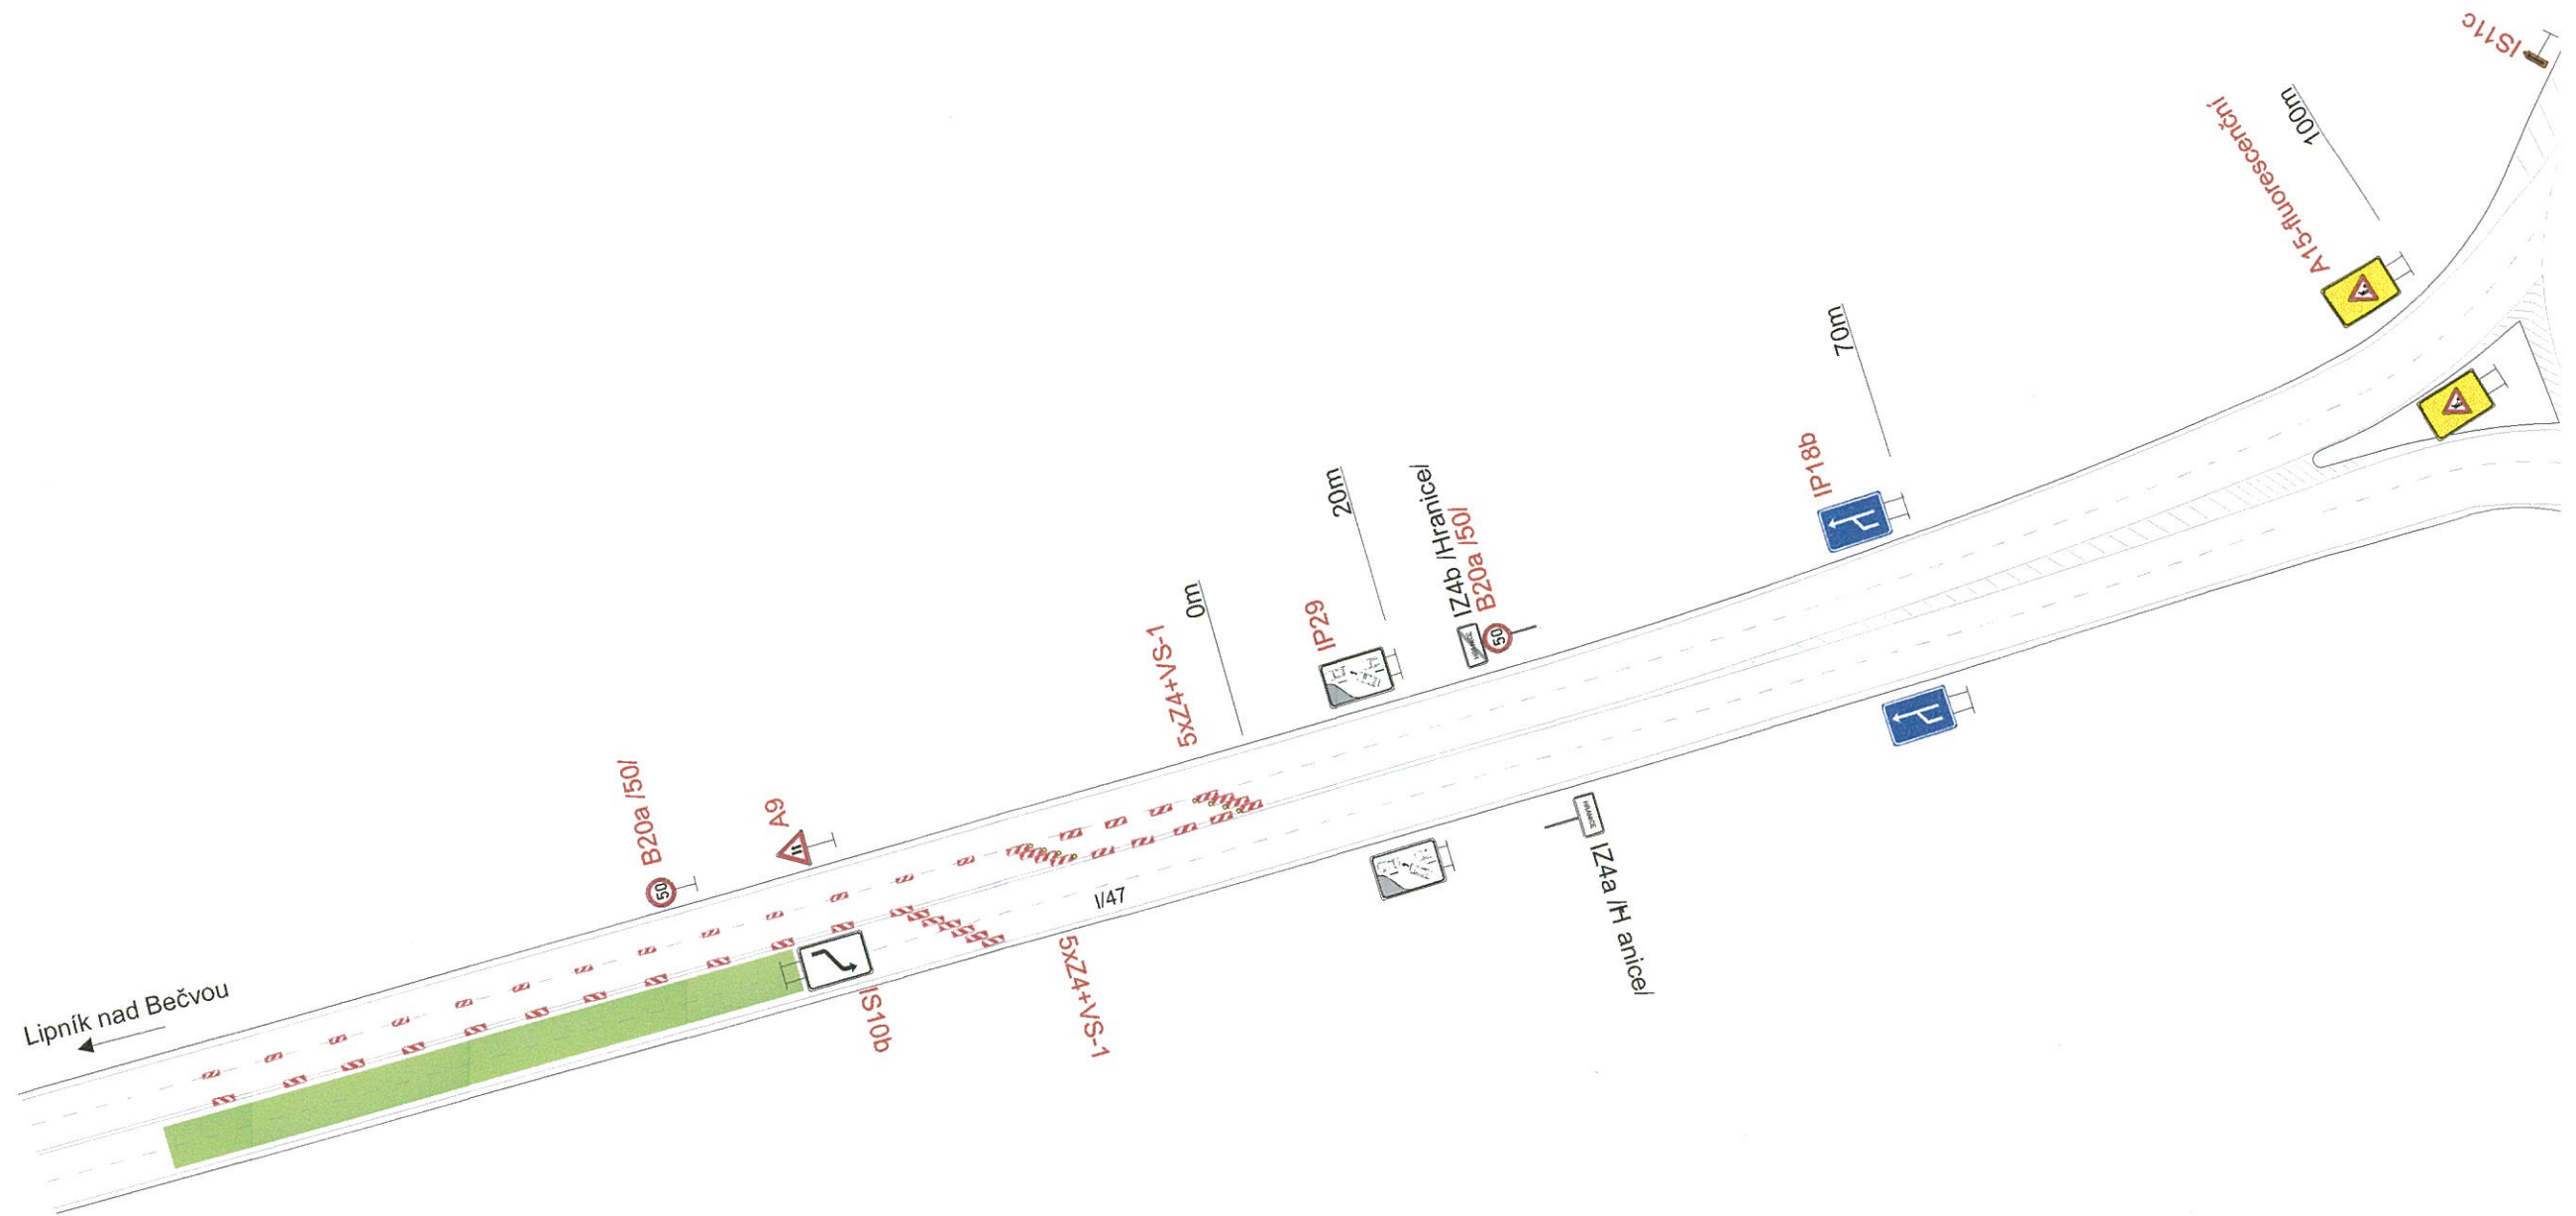 IS11c
100m
A15-fluorescenční
70m
IP18b
20m
IZ4b /Hranice/
B20a /50/
50
0m
IP29
5xZ4+VS-1
B20a /50/
50
A9
I/47
HRANICE
IZ4a /H anice/
5xZ4+VS-1
IS10b
Lipník nad Bečvou